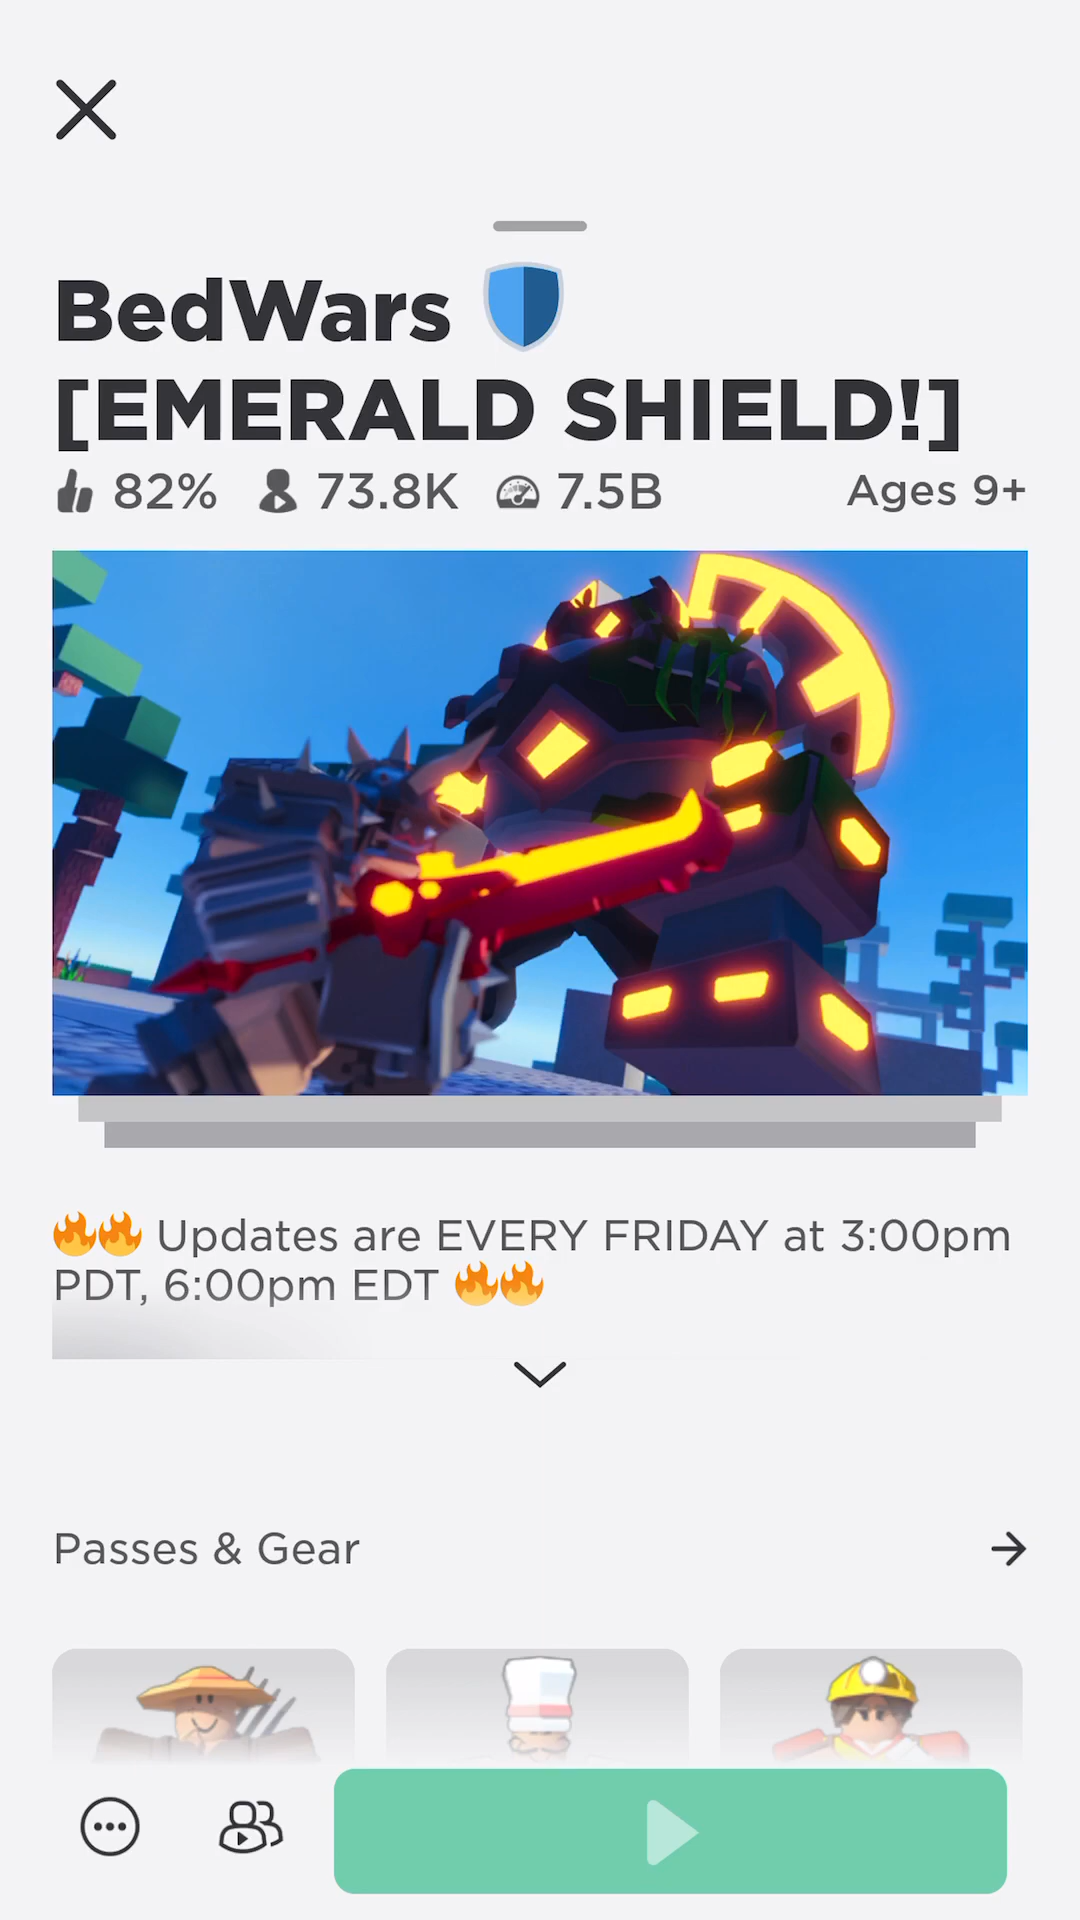 BedWars 🛡️
[EMERALD SHIELD!]
82% 73.8K 7.5B Ages 9+
🔥🔥 Updates are EVERY FRIDAY at 3:00pm
PDT, 6:00pm EDT 🔥🔥
Passes & Gear